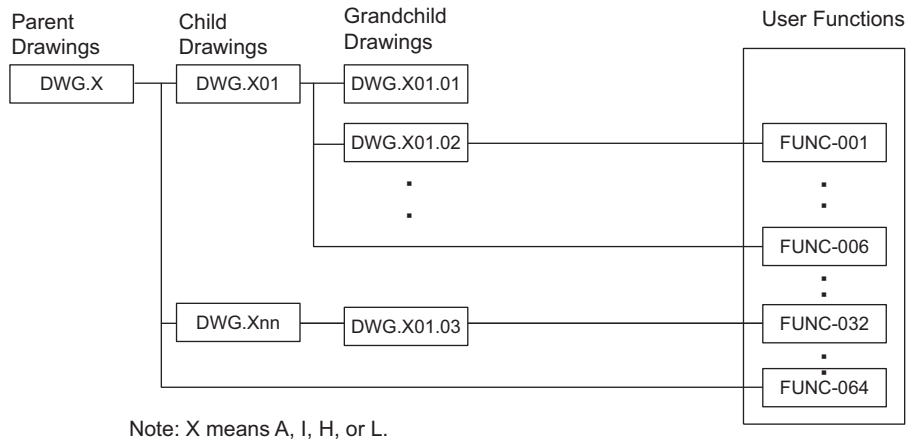 Parent
Drawings
Child
Drawings
Grandchild
Drawings
User Functions
DWG.X
DWG.X01
DWG.X01.01
DWG.X01.02
FUNC-001
FUNC-006
DWG.Xnn
DWG.X01.03
FUNC-032
FUNC-064
Note: X means A, I, H, or L.